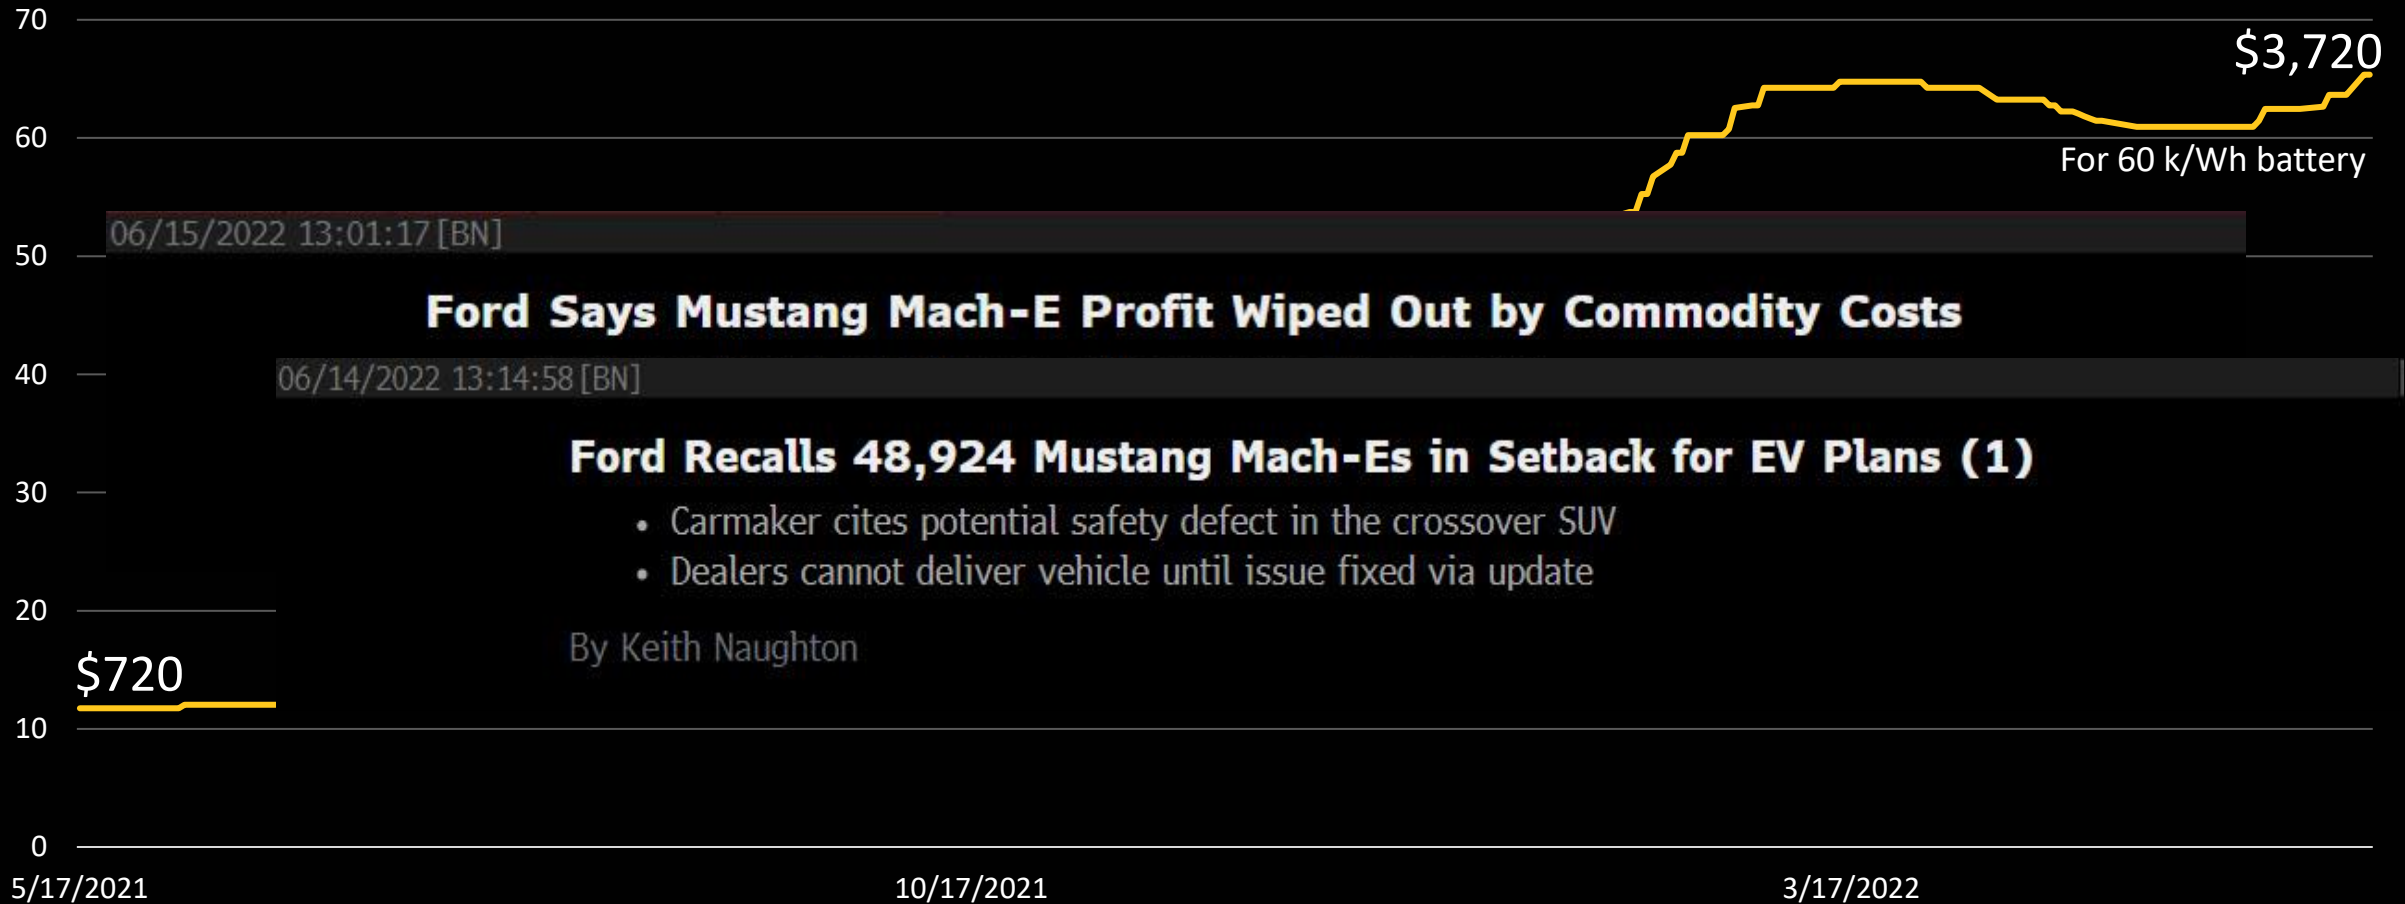 70
$3,720
60
For 60 k/Wh battery
06/15/2022 13:01:17 [BN]
50
Ford Says Mustang Mach-E Profit Wiped Out by Commodity Costs
40
06/14/2022 13:14:58 [BN]
Ford Recalls 48,924 Mustang Mach-Es in Setback for EV Plans (1)
30
• Carmaker cites potential safety defect in the crossover SUV
• Dealers cannot deliver vehicle until issue fixed via update
20
By Keith Naughton
$720
10
0
5/17/2021 10/17/2021 3/17/2022